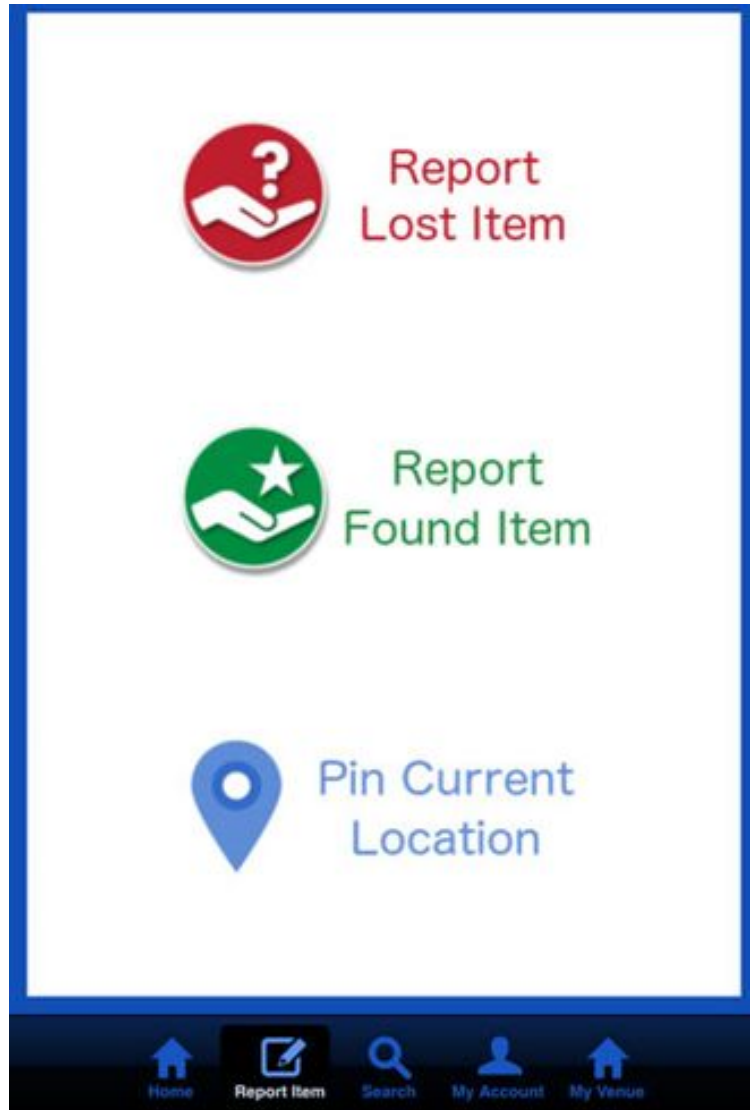 Report
Lost Item
Report
Found Item
Pin Current
Location
Home Report Item Search My Account My Venue